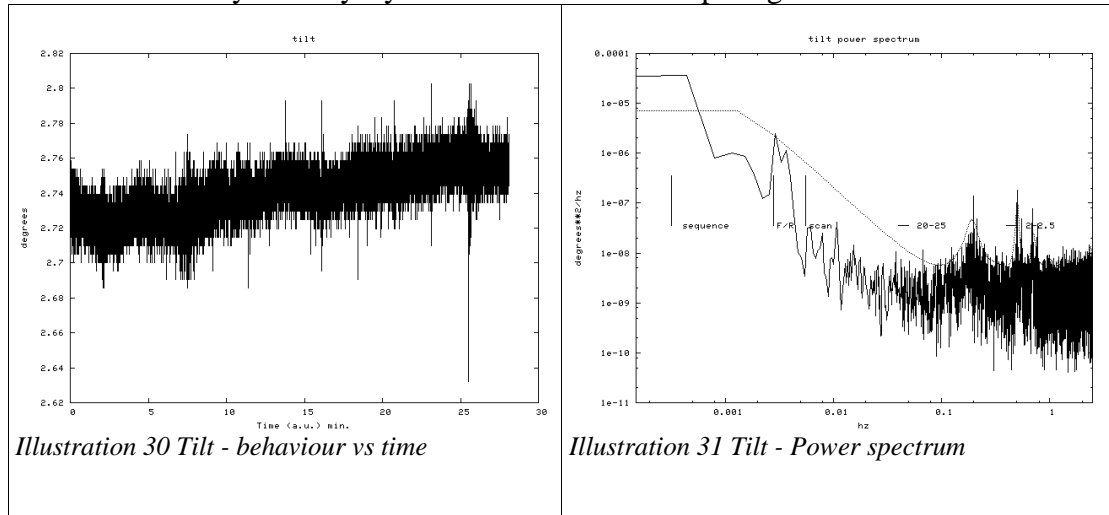 tilt
2.82
2.8
2.78
2.76
2.74
2.72
2.7
2.68
2.66
2.64
2.62
degrees
0 5 10 15 20 25 30
Time (a.u.) min.
Illustration 30 Tilt - behaviour vs time
tilt power spectrum
0.0001
1e-05
1e-06
1e-07
1e-08
1e-09
1e-10
1e-11
degrees**2/hz
sequence F/R scan 20-25 2-2.5
0.001 0.01 0.1 1
hz
Illustration 31 Tilt - Power spectrum